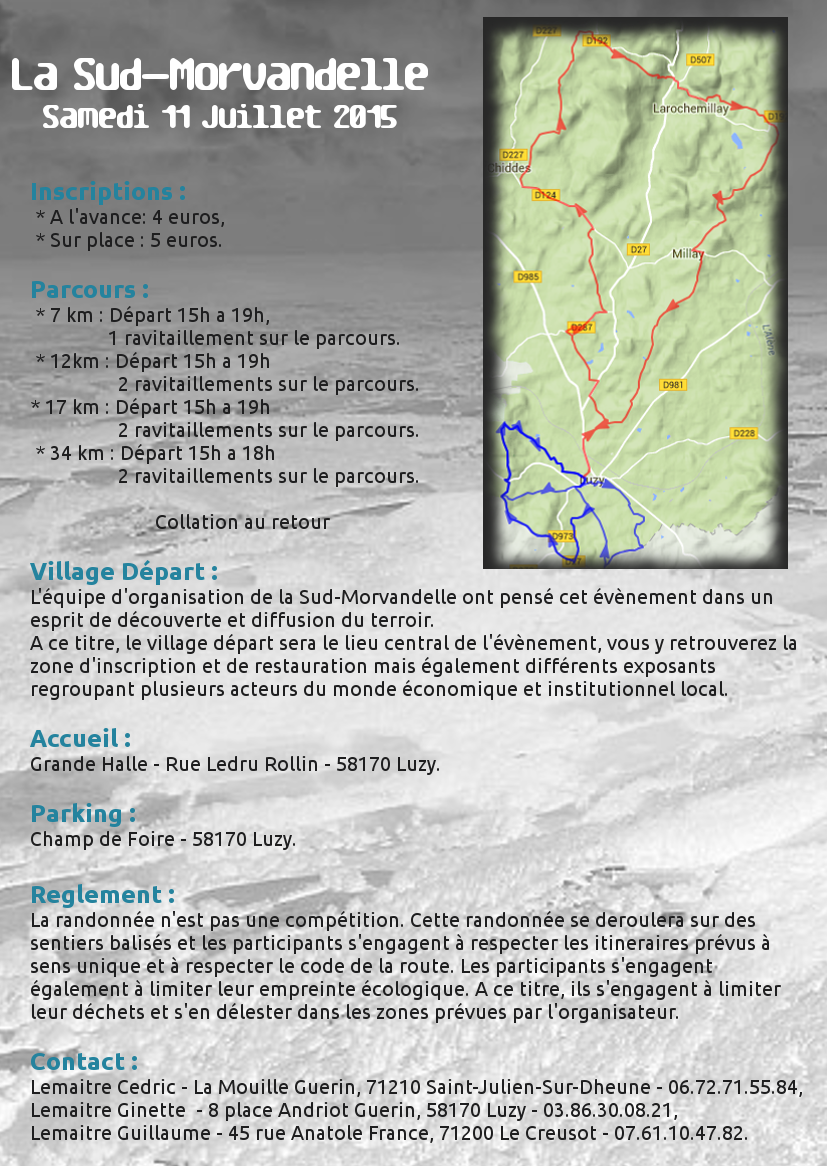 La Sud-Morvandelle
Samedi 11 Juillet 2015
Inscriptions :
* A l'avance: 4 euros,
* Sur place : 5 euros.
Parcours :
* 7 km : Départ 15h a 19h,
1 ravitaillement sur le parcours.
* 12km : Départ 15h a 19h
2 ravitaillements sur le parcours.
* 17 km : Départ 15h a 19h
2 ravitaillements sur le parcours.
* 34 km : Départ 15h a 18h
2 ravitaillements sur le parcours.
Collation au retour
D227
D192
D507
Larochemillay
D19
D227
Chiddes
D124
D27
Millay
D985
D287
L'Alène
D981
D228
Luzy
D973
Village Départ :
L'équipe d'organisation de la Sud-Morvandelle ont pensé cet évènement dans un
esprit de découverte et diffusion du terroir.
A ce titre, le village départ sera le lieu central de l'évènement, vous y retrouverez la
zone d'inscription et de restauration mais également différents exposants
regroupant plusieurs acteurs du monde économique et institutionnel local.
Accueil :
Grande Halle - Rue Ledru Rollin - 58170 Luzy.
Parking :
Champ de Foire - 58170 Luzy.
Reglement :
La randonnée n'est pas une compétition. Cette randonnée se deroulera sur des
sentiers balisés et les participants s'engagent à respecter les itineraires prévus à
sens unique et à respecter le code de la route. Les participants s'engagent
également à limiter leur empreinte écologique. A ce titre, ils s'engagent à limiter
leur déchets et s'en délester dans les zones prévues par l'organisateur.
Contact :
Lemaitre Cedric - La Mouille Guerin, 71210 Saint-Julien-Sur-Dheune - 06.72.71.55.84,
Lemaitre Ginette - 8 place Andriot Guerin, 58170 Luzy - 03.86.30.08.21,
Lemaitre Guillaume - 45 rue Anatole France, 71200 Le Creusot - 07.61.10.47.82.